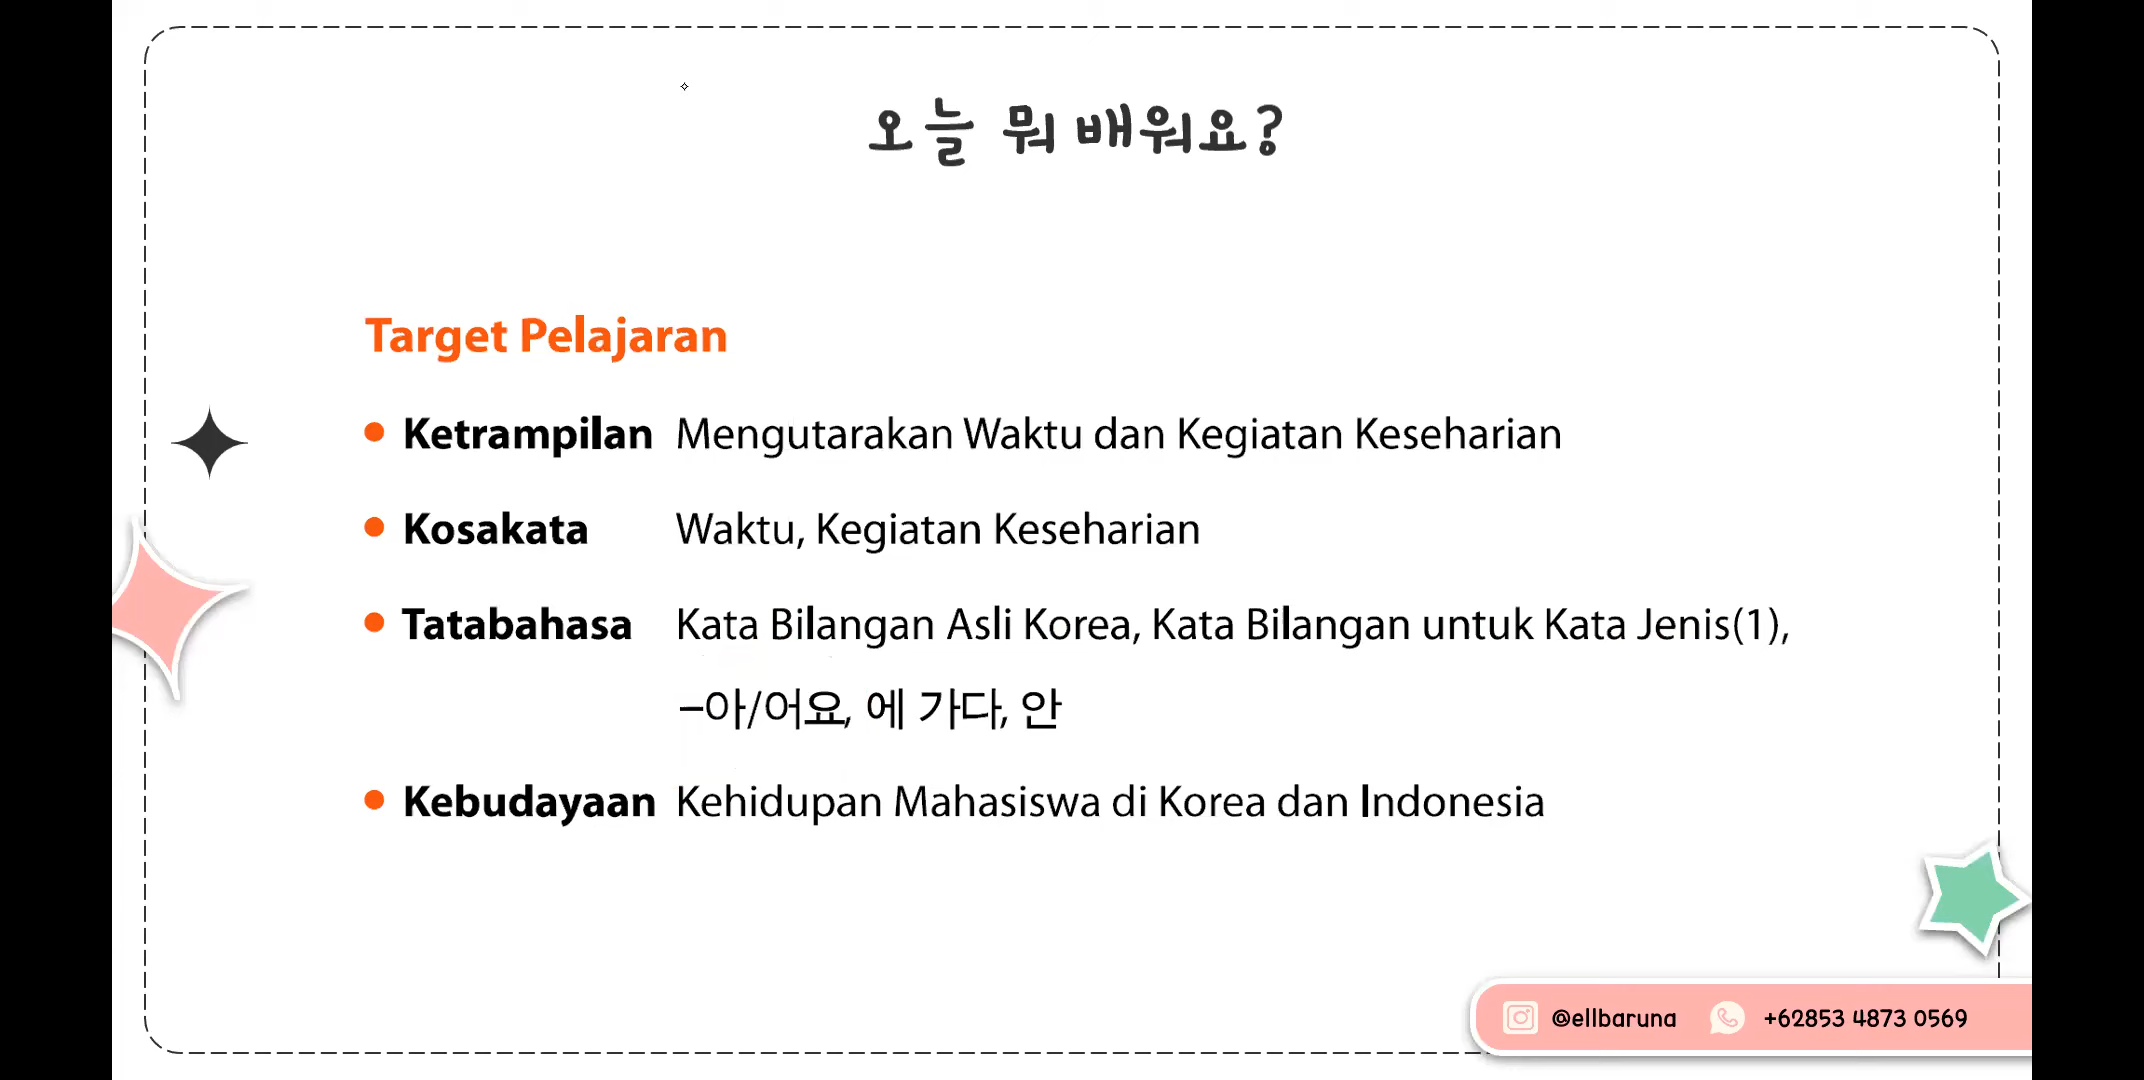 오늘 뭐 배워요?
Target Pelajaran
• Ketrampilan Mengutarakan Waktu dan Kegiatan Keseharian
• Kosakata Waktu, Kegiatan Keseharian
• Tatabahasa Kata Bilangan Asli Korea, Kata Bilangan untuk Kata Jenis(1),
–아/어요, 에 가다, 안
• Kebudayaan Kehidupan Mahasiswa di Korea dan Indonesia
@ellbaruna +62853 4873 0569